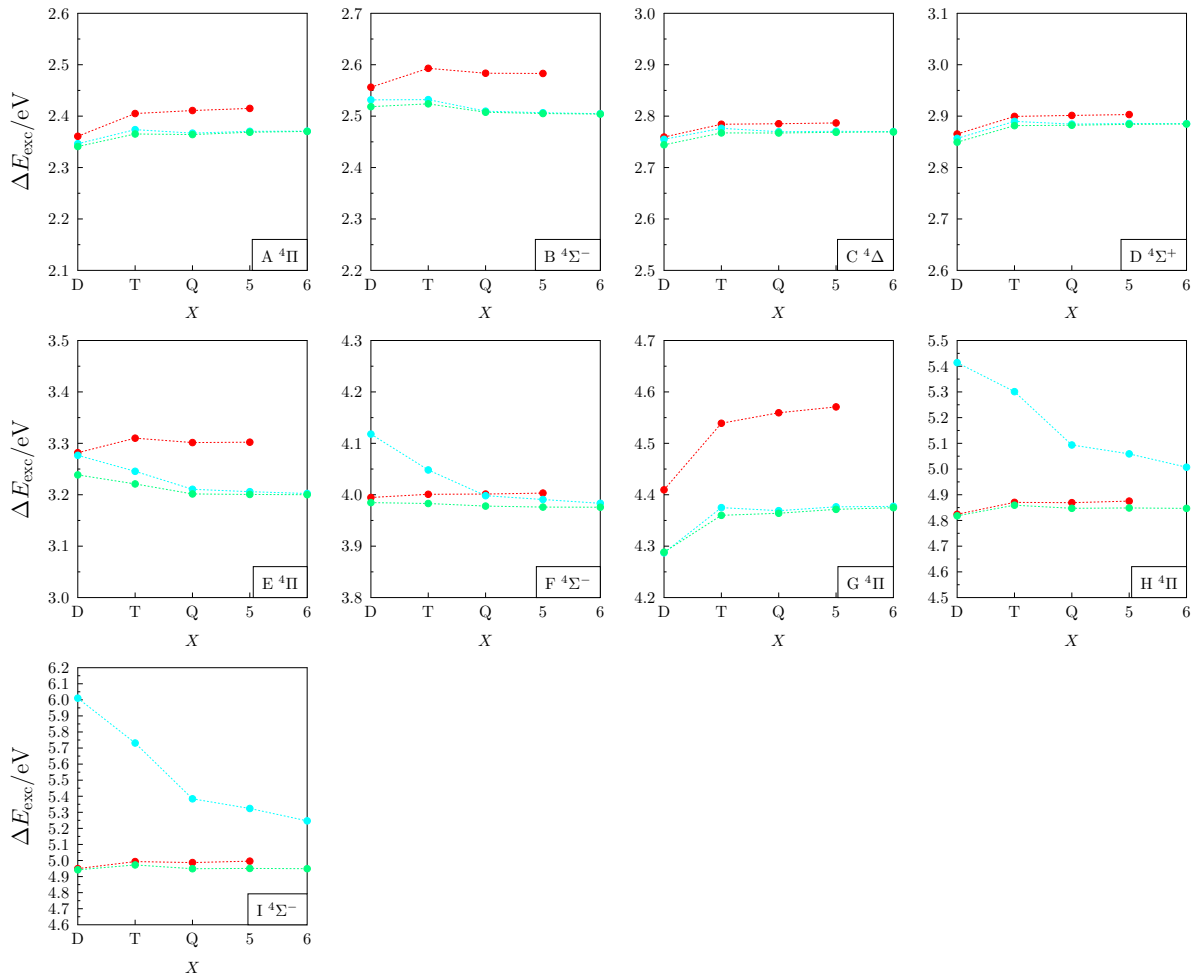 2.6 2.7 3.0 3.1
2.5 2.6 2.9 3.0
2.4 2.5 2.8 2.9
2.3 2.4 2.7 2.8
2.2 2.3 2.6 2.7
2.1 2.2 2.5 2.6
ΔE_exc/eV
A ⁴Π B ⁴Σ⁻ C ⁴Δ D ⁴Σ⁺
D T Q 5 6 D T Q 5 6 D T Q 5 6 D T Q 5 6
X X X X
3.5 4.3 4.7 5.5
5.4
3.4 4.2 4.6 5.3
5.2
3.3 4.1 4.5 5.1
5.0
3.2 4.0 4.4 4.9
4.8
3.1 3.9 4.3 4.7
4.6
3.0 3.8 4.2 4.5
ΔE_exc/eV
E ⁴Π F ⁴Σ⁻ G ⁴Π H ⁴Π
D T Q 5 6 D T Q 5 6 D T Q 5 6 D T Q 5 6
X X X X
6.2
6.1
6.0
5.9
5.8
5.7
5.6
5.5
5.4
5.3
5.2
5.1
5.0
4.9
4.8
4.7
4.6
ΔE_exc/eV
I ⁴Σ⁻
D T Q 5 6
X